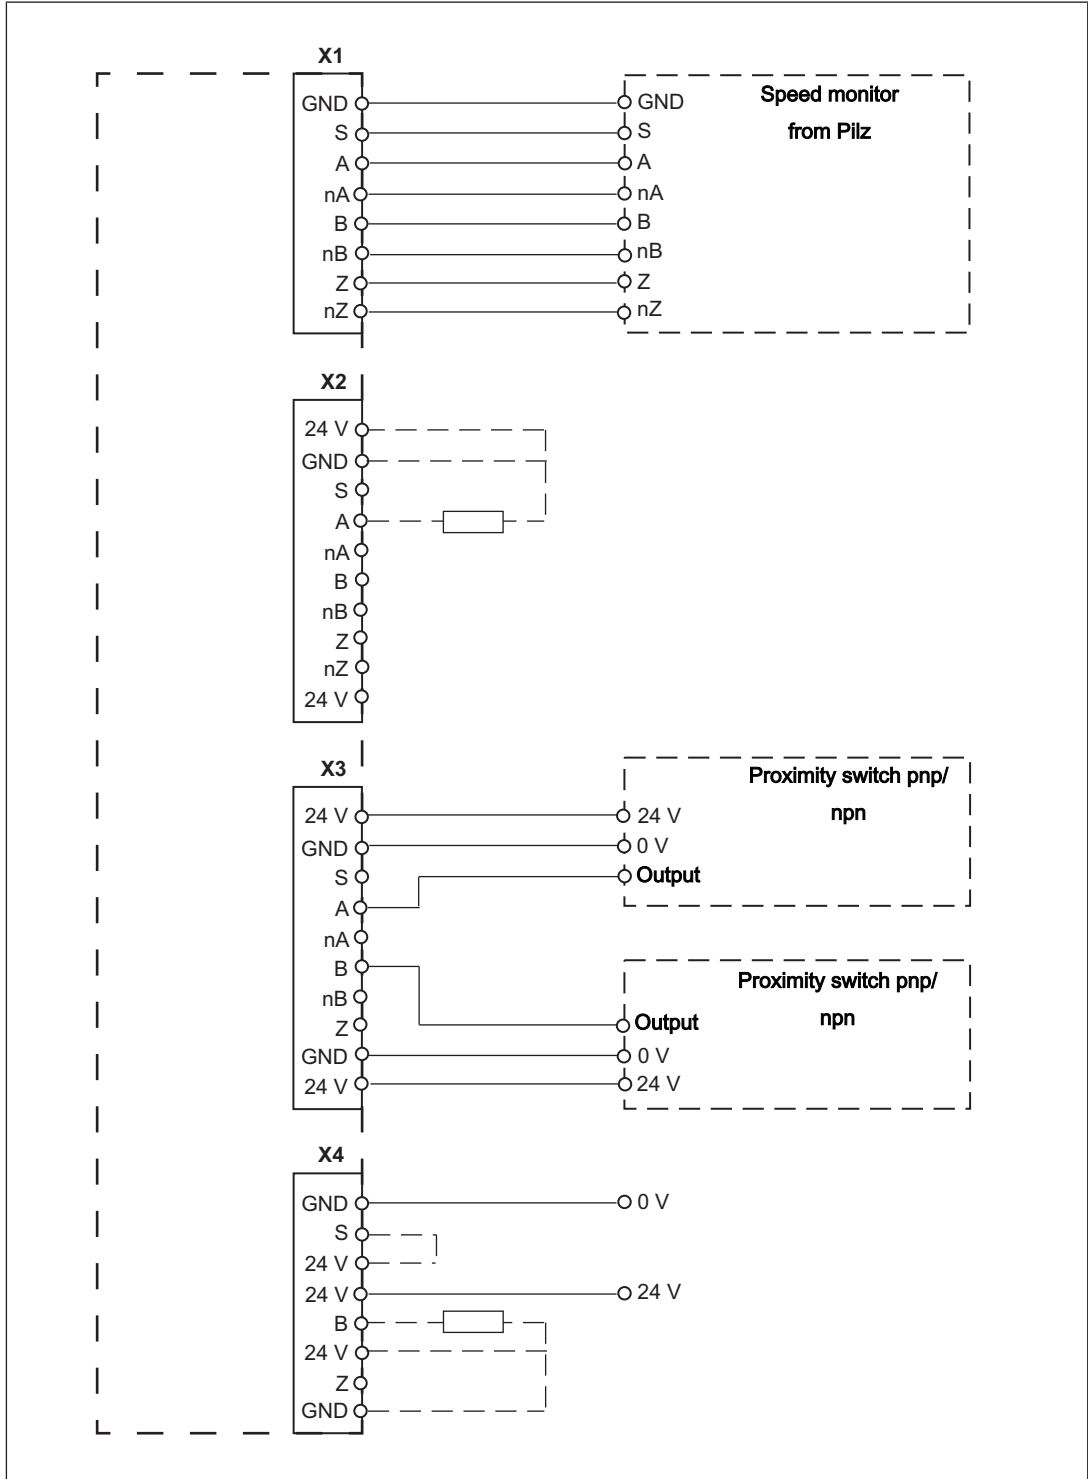 X1
GND
S
A
nA
B
nB
Z
nZ
Speed monitor
from Pilz
GND
S
A
nA
B
nB
Z
nZ
X2
24 V
GND
S
A
nA
B
nB
Z
nZ
24 V
X3
24 V
GND
S
A
nA
B
nB
Z
GND
24 V
Proximity switch pnp/
npn
24 V
0 V
Output
Proximity switch pnp/
npn
Output
0 V
24 V
X4
GND
S
24 V
24 V
B
24 V
Z
GND
0 V
24 V